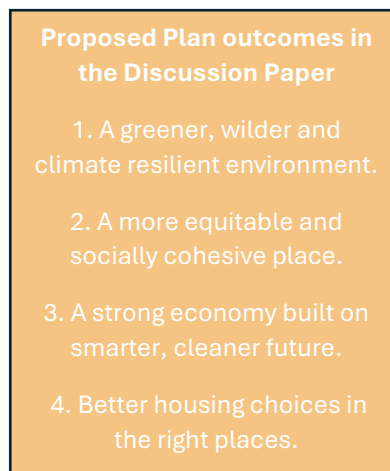 Proposed Plan outcomes in
the Discussion Paper
1. A greener, wilder and
climate resilient environment.
2. A more equitable and
socially cohesive place.
3. A strong economy built on
smarter, cleaner future.
4. Better housing choices in
the right places.